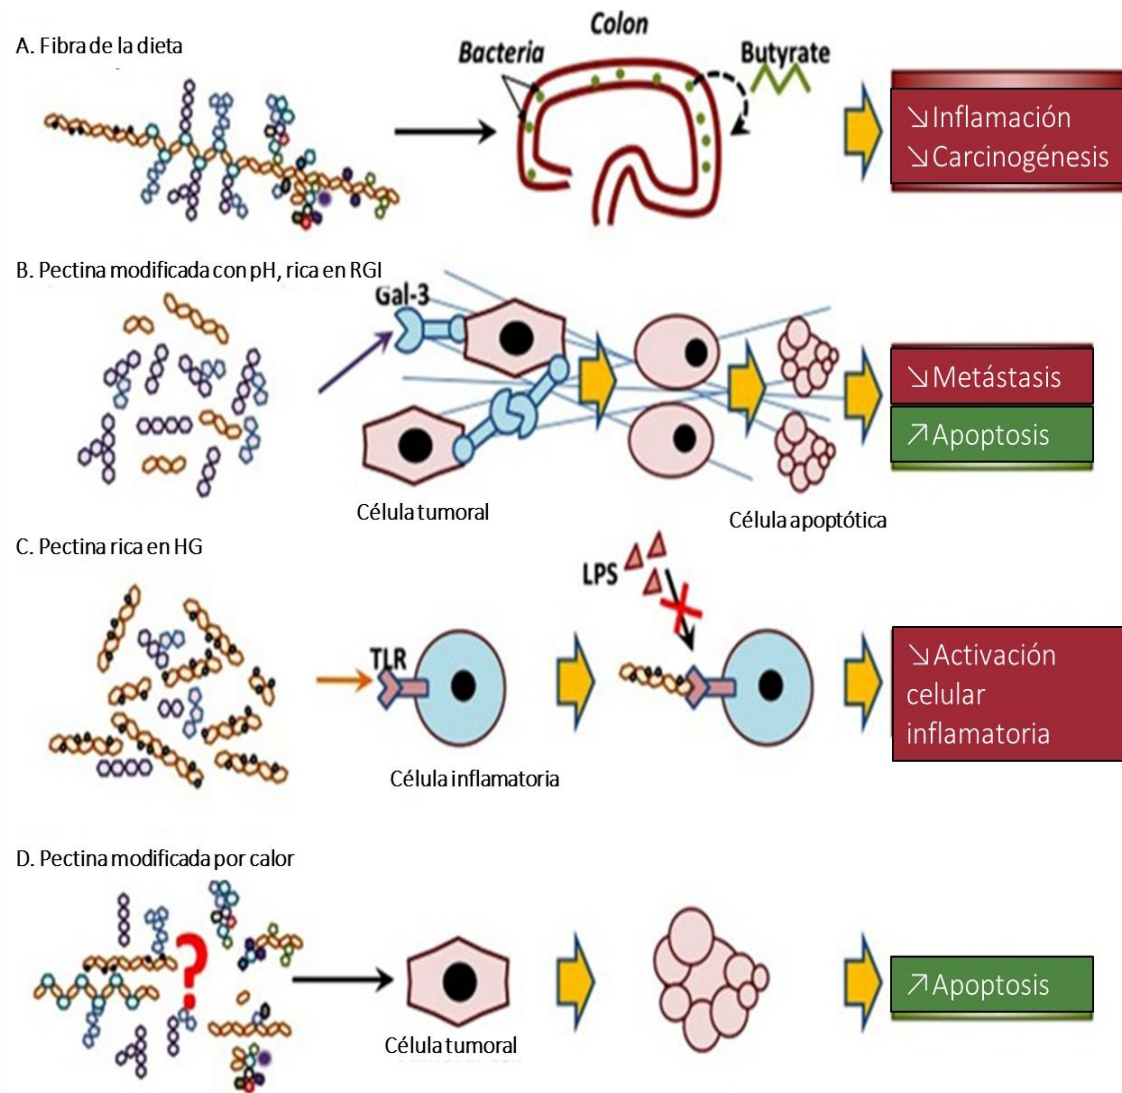 A. Fibra de la dieta
Bacteria
Colon
Butyrate
↘Inflamación
↘Carcinogénesis
B. Pectina modificada con pH, rica en RGI
Gal-3
Célula tumoral
Célula apoptótica
↘Metástasis
↗Apoptosis
C. Pectina rica en HG
TLR
Célula inflamatoria
LPS
↘Activación
celular
inflamatoria
D. Pectina modificada por calor
?
Célula tumoral
↗Apoptosis